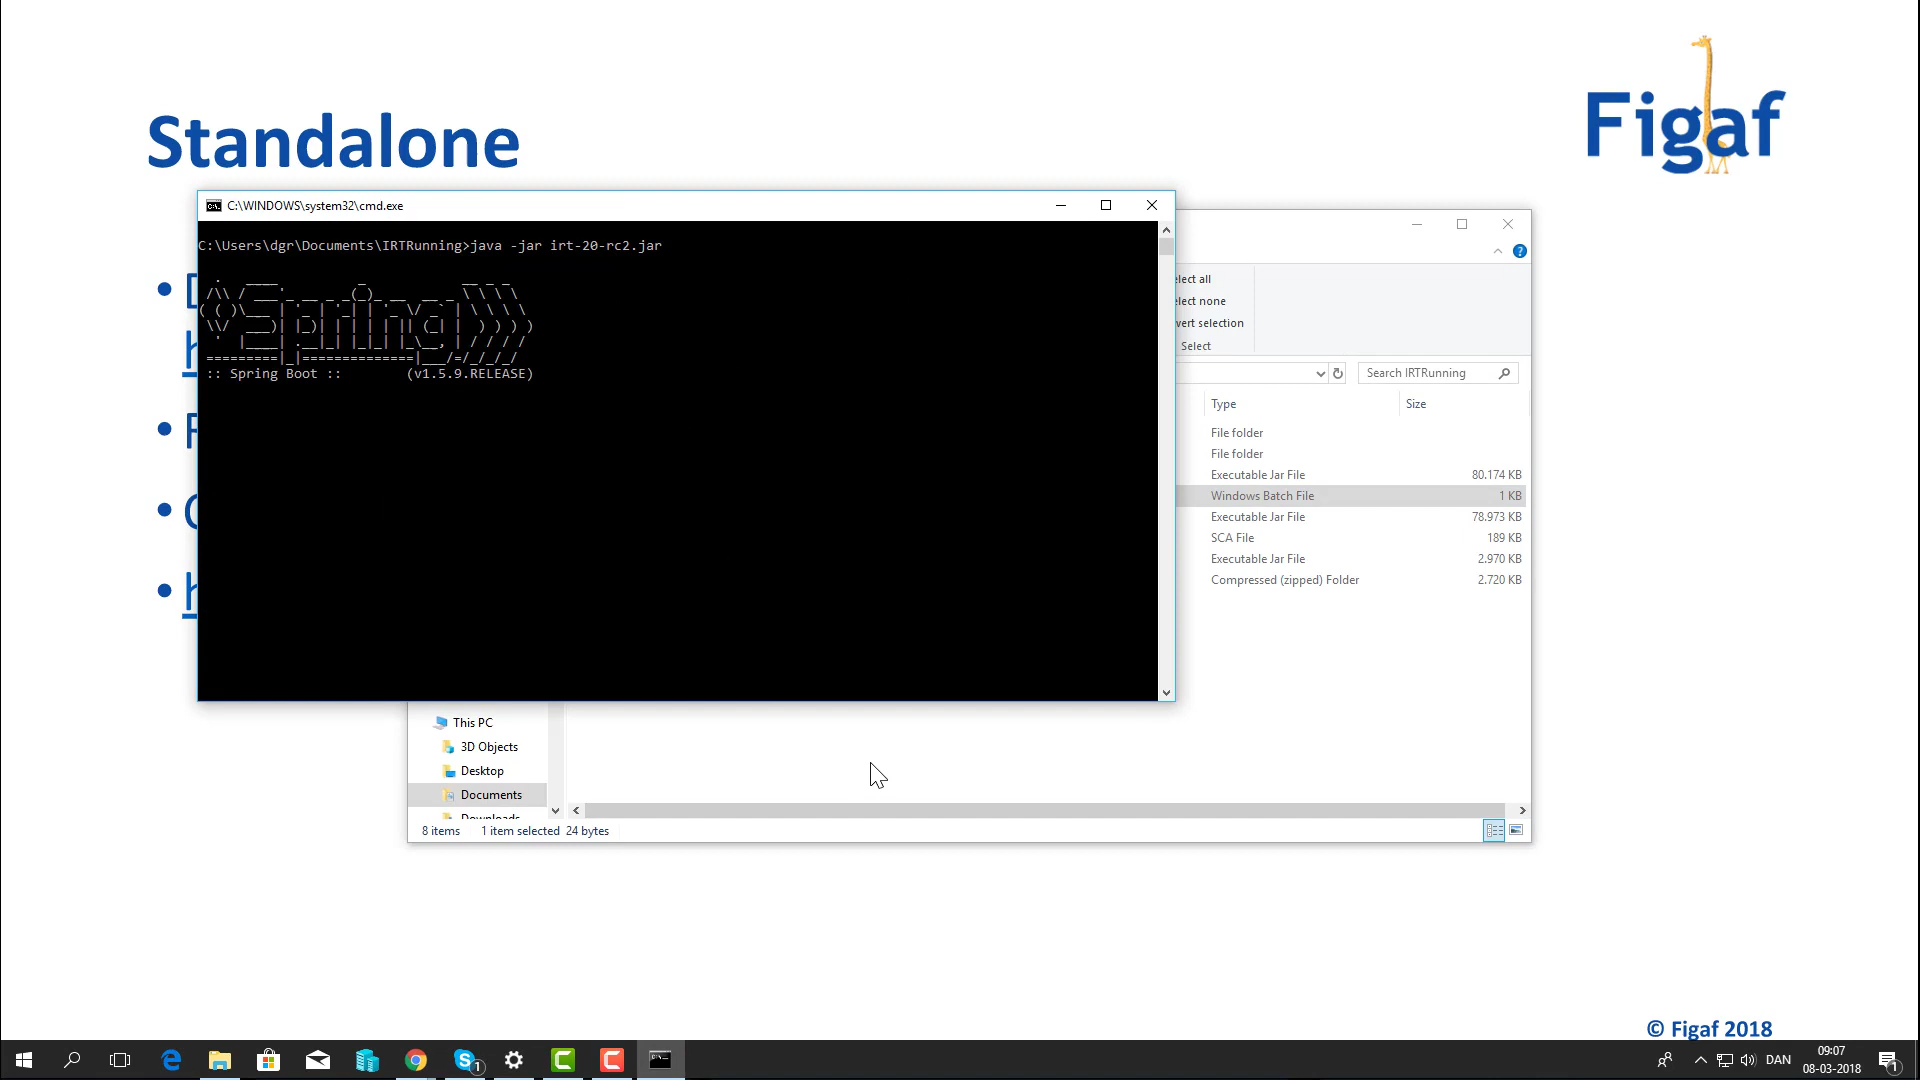 Figaf
Standalone
C:\WINDOWS\system32\cmd.exe
C:\Users\dgr\Documents\IRTRunning>java -jar irt-20-rc2.jar
:: Spring Boot ::        (v1.5.9.RELEASE)
elect all
elect none
vert selection
Select
Search IRTRunning
Type Size
File folder
File folder
Executable Jar File 80.174 KB
Windows Batch File 1 KB
Executable Jar File 78.973 KB
SCA File 189 KB
Executable Jar File 2.970 KB
Compressed (zipped) Folder 2.720 KB
This PC
3D Objects
Desktop
Documents
Downloads
8 items 1 item selected 24 bytes
© Figaf 2018
DAN
09:07
08-03-2018